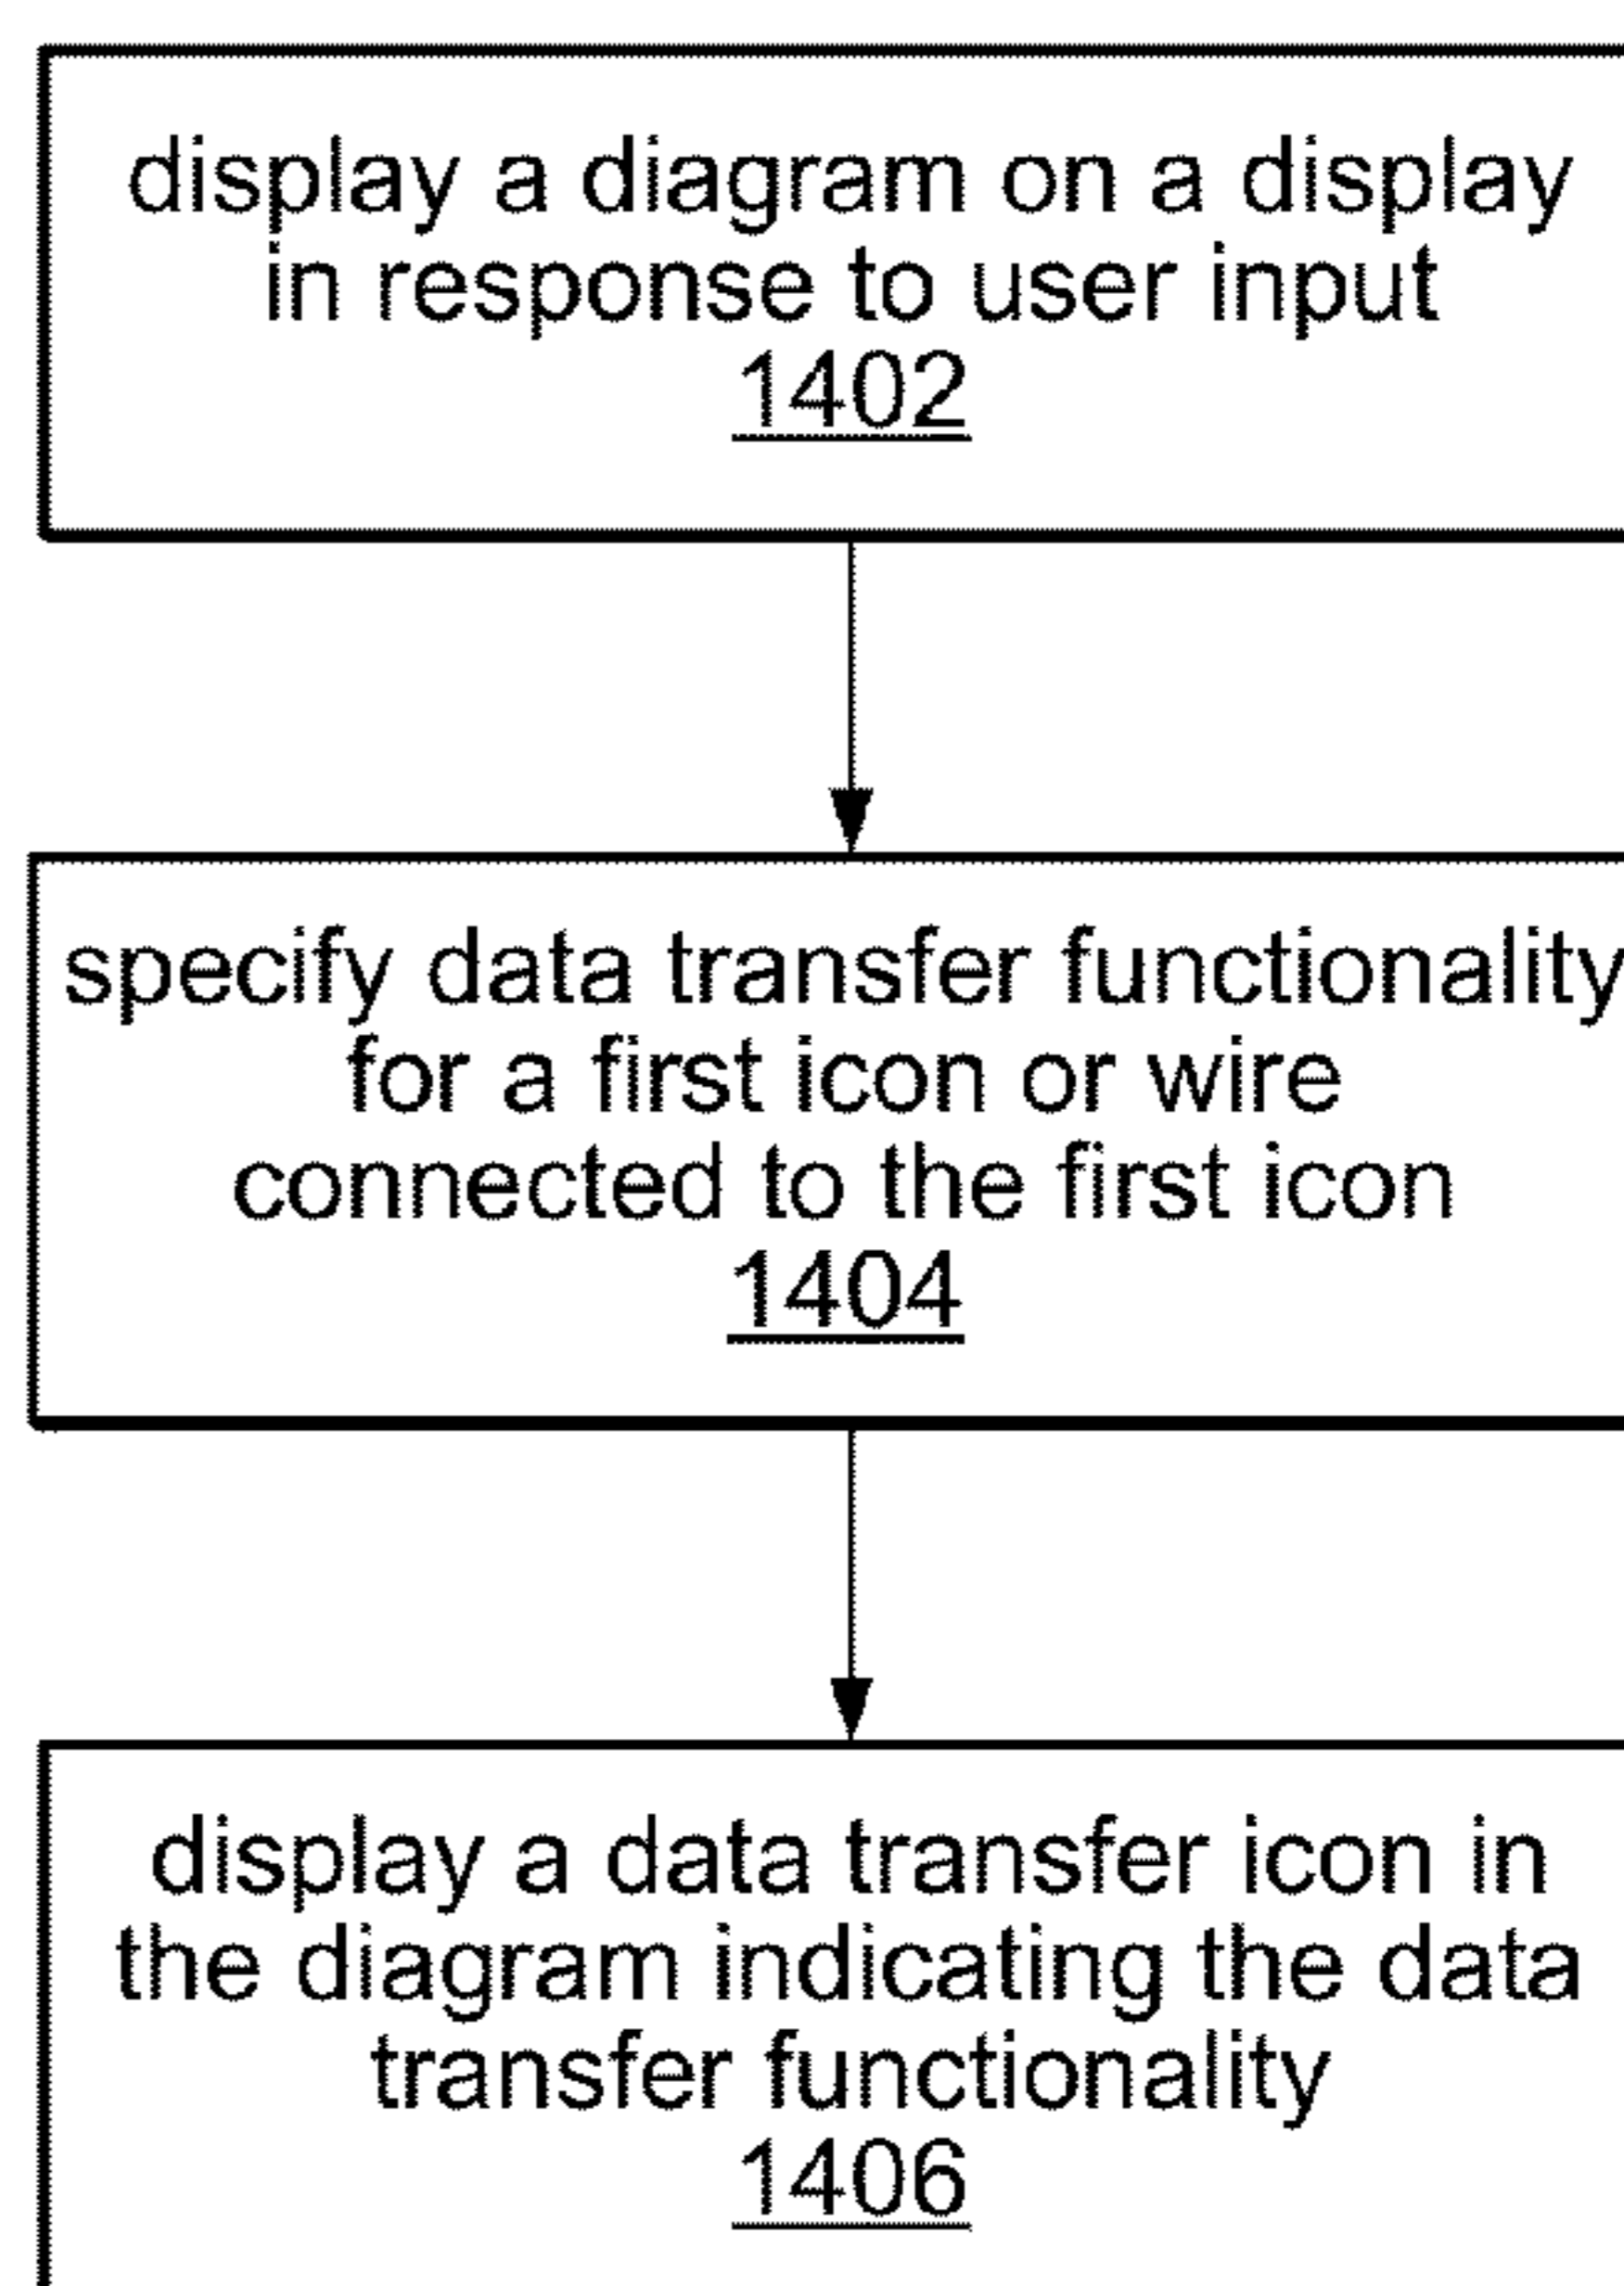 display a diagram on a display
in response to user input
1402
specify data transfer functionality
for a first icon or wire
connected to the first icon
1404
display a data transfer icon in
the diagram indicating the data
transfer functionality
1406